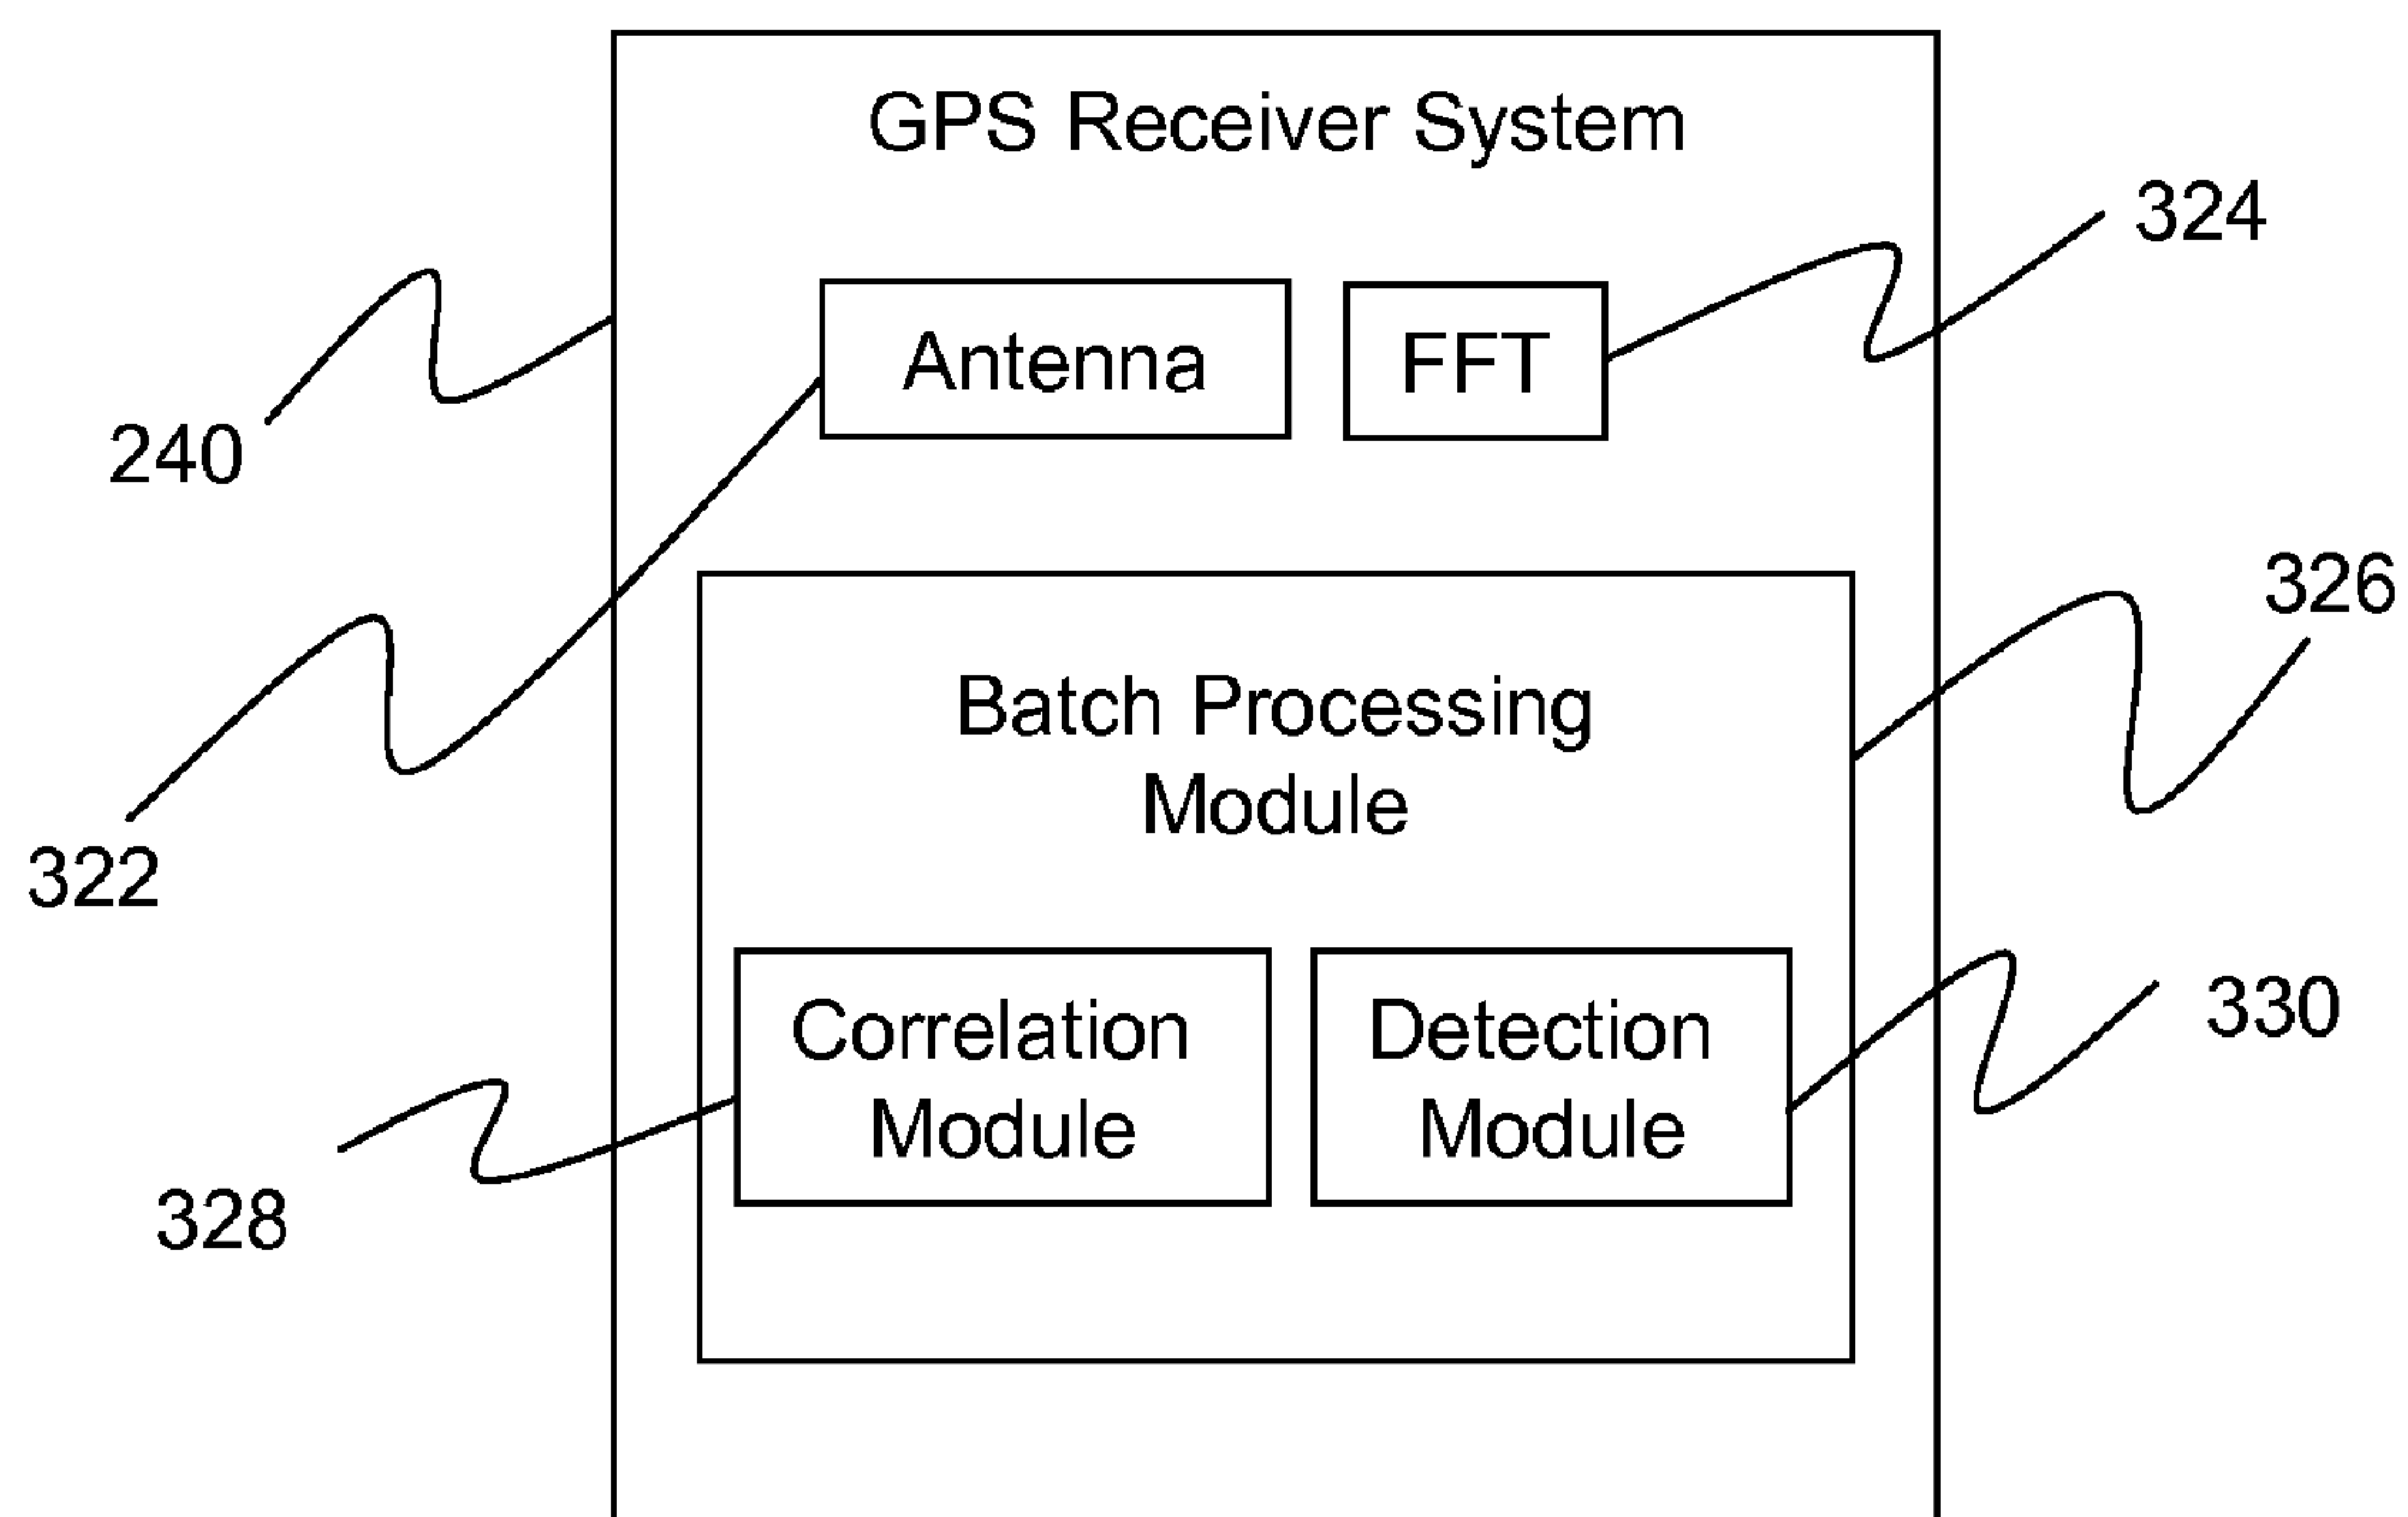 GPS Receiver System
324
Antenna
FFT
240
326
Batch Processing
Module
322
Correlation
Module
Detection
Module
330
328